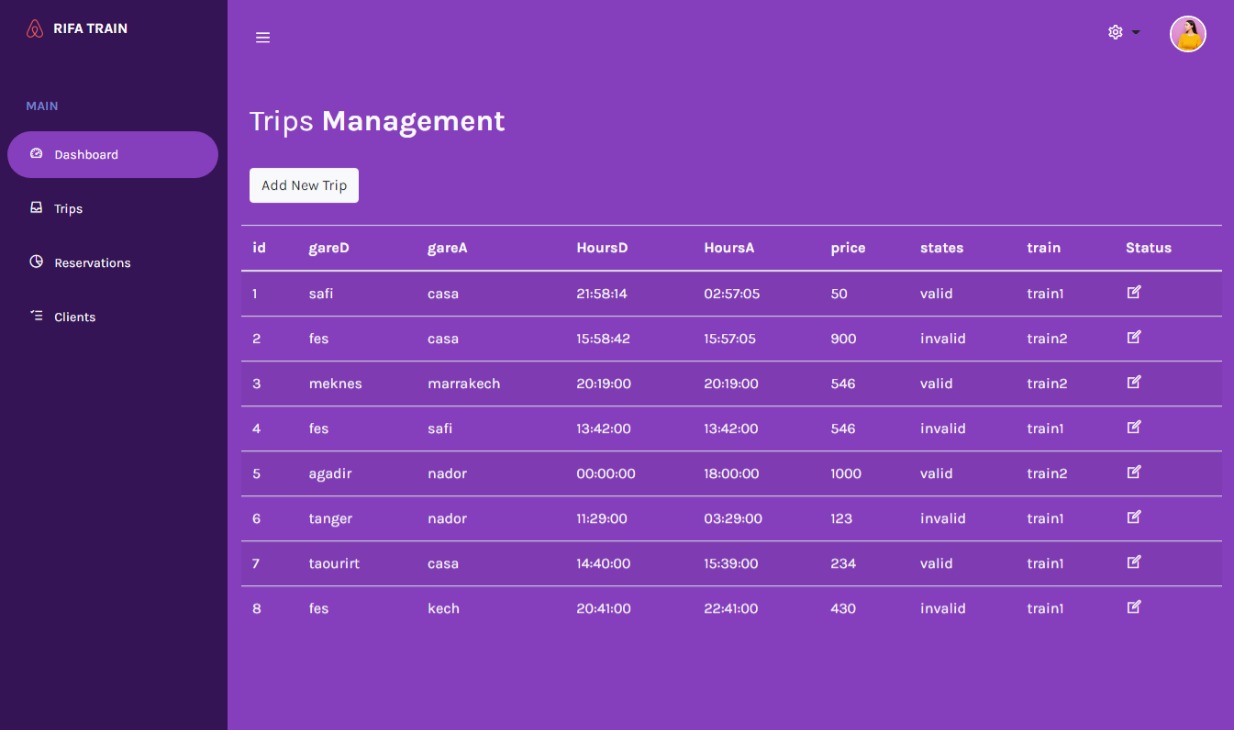 RIFA TRAIN
MAIN
Dashboard
Trips
Reservations
Clients
Trips Management
Add New Trip
id gareD gareA HoursD HoursA price states train Status
1 safi casa 21:58:14 02:57:05 50 valid train1
2 fes casa 15:58:42 15:57:05 900 invalid train2
3 meknes marrakech 20:19:00 20:19:00 546 valid train2
4 fes safi 13:42:00 13:42:00 546 invalid train1
5 agadir nador 00:00:00 18:00:00 1000 valid train2
6 tanger nador 11:29:00 03:29:00 123 invalid train1
7 taourirt casa 14:40:00 15:39:00 234 valid train1
8 fes kech 20:41:00 22:41:00 430 invalid train1